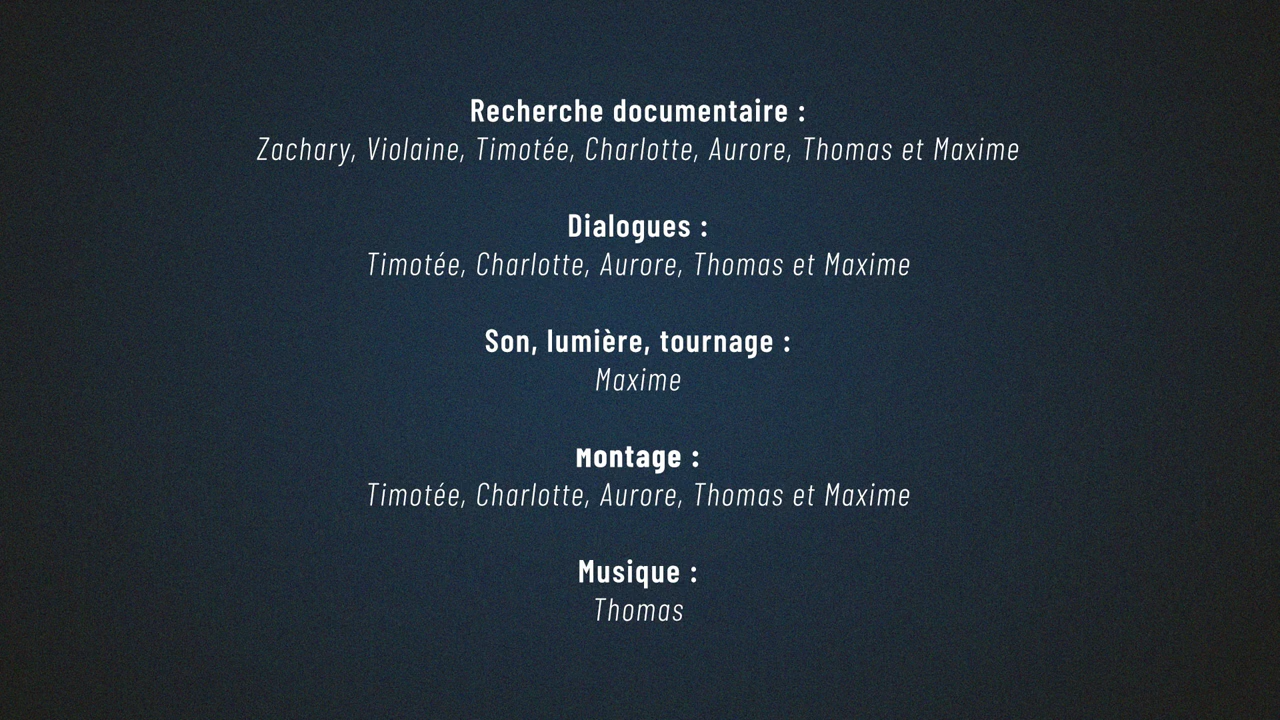 Recherche documentaire :
Zachary, Violaine, Timotée, Charlotte, Aurore, Thomas et Maxime
Dialogues :
Timotée, Charlotte, Aurore, Thomas et Maxime
Son, lumière, tournage :
Maxime
Montage :
Timotée, Charlotte, Aurore, Thomas et Maxime
Musique :
Thomas